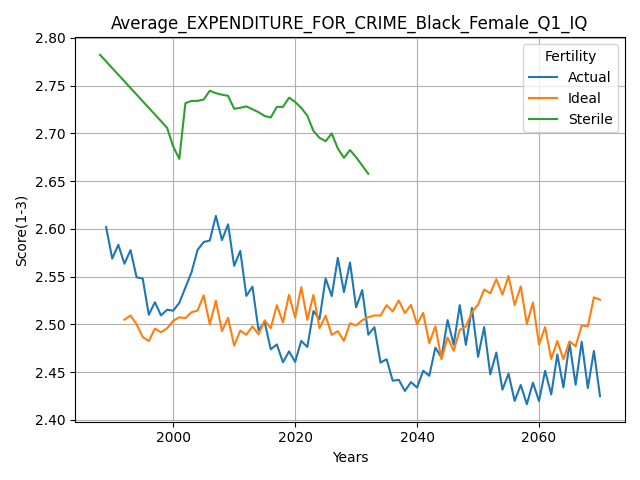 Average_EXPENDITURE_FOR_CRIME_Black_Female_Q1_IQ
2.80
2.75
2.70
2.65
2.60
2.55
2.50
2.45
2.40
Score(1-3)
Fertility
Actual
Ideal
Sterile
2000 2020 2040 2060
Years